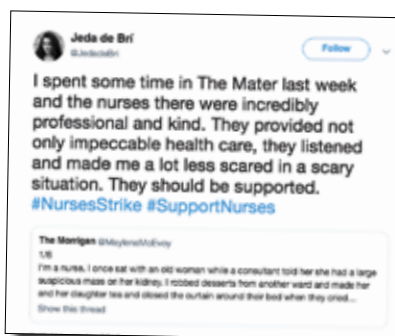 Jeda de Brí
@JedadeBri
Follow
I spent some time in The Mater last week
and the nurses there were incredibly
professional and kind. They provided not
only impeccable health care, they listened
and made me a lot less scared in a scary
situation. They should be supported.
#NursesStrike #SupportNurses
The Morrigan @MayleneMcEvoy
1/6
I'm a nurse, I once sat with an old woman while a consultant told her she had a large
suspicious mass on her kidney. I robbed desserts from another ward and made her
and her daughter tea and closed the curtain around their bed when they cried...
Show this thread